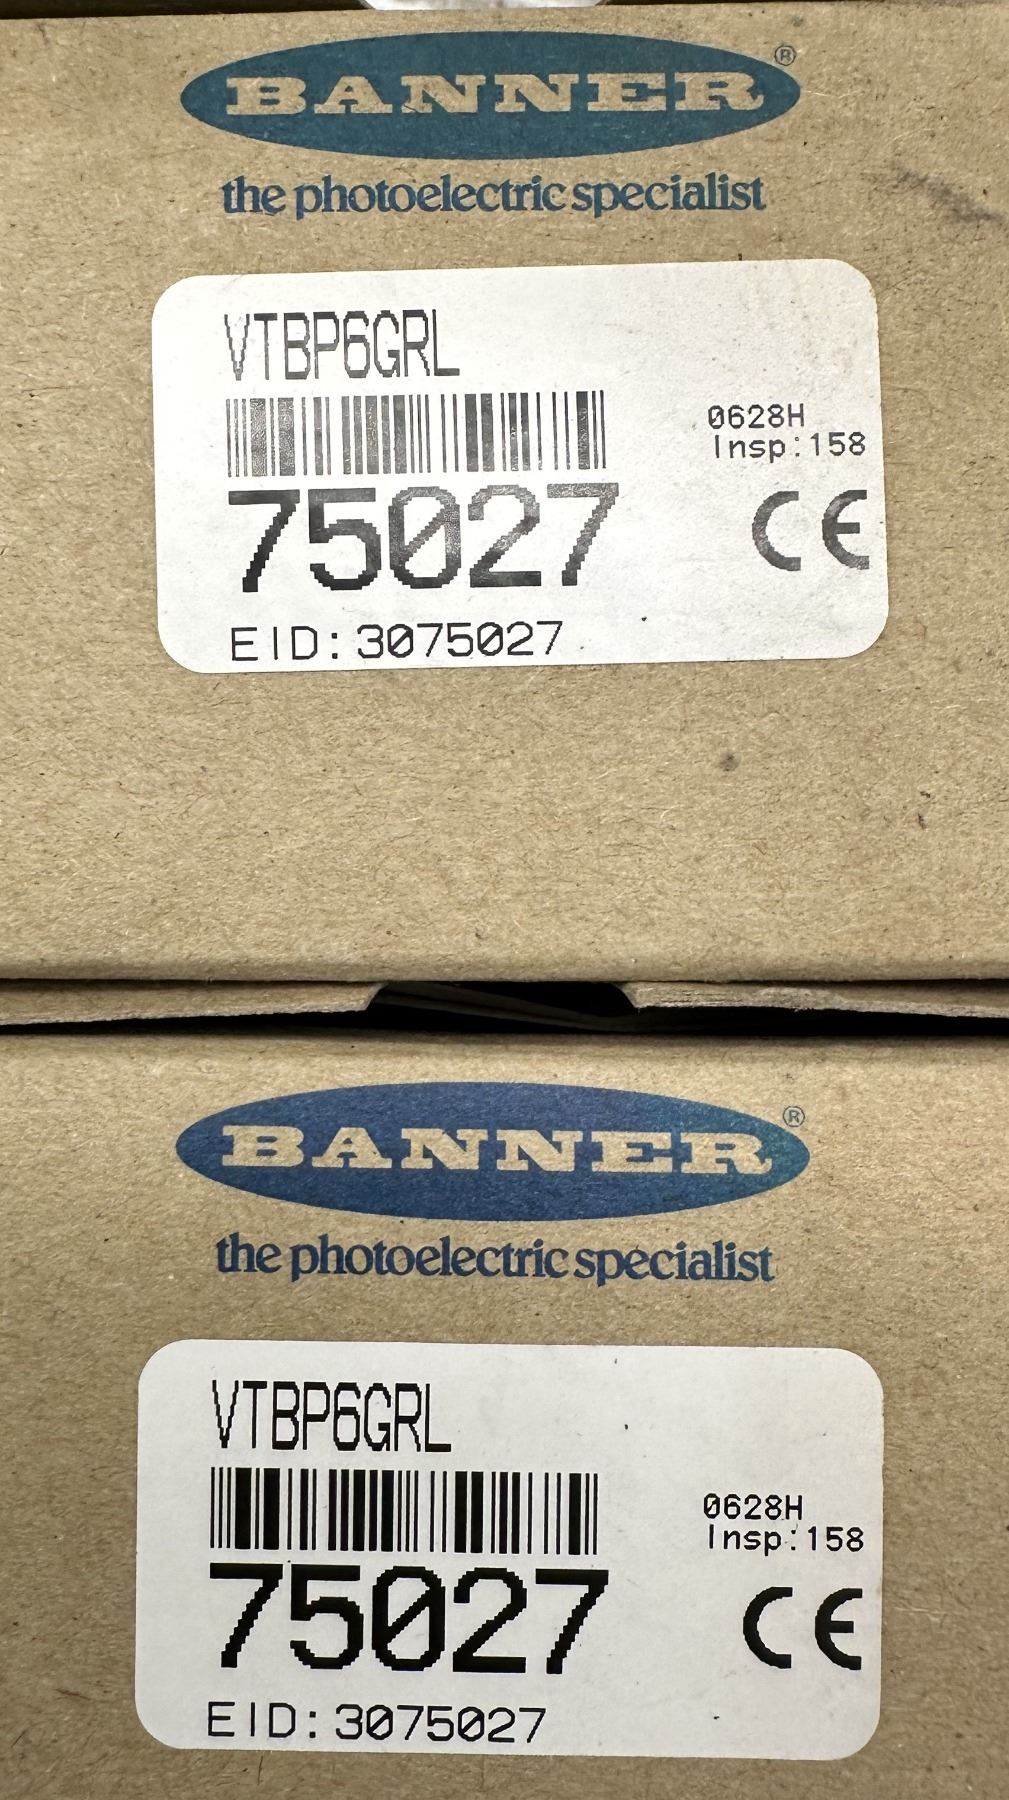 BANNER®
the photoelectric specialist
VTBP6GRL
0628H
Insp:158
75027
CE
EID:3075027
BANNER®
the photoelectric specialist
VTBP6GRL
0628H
Insp:158
75027
CE
EID:3075027